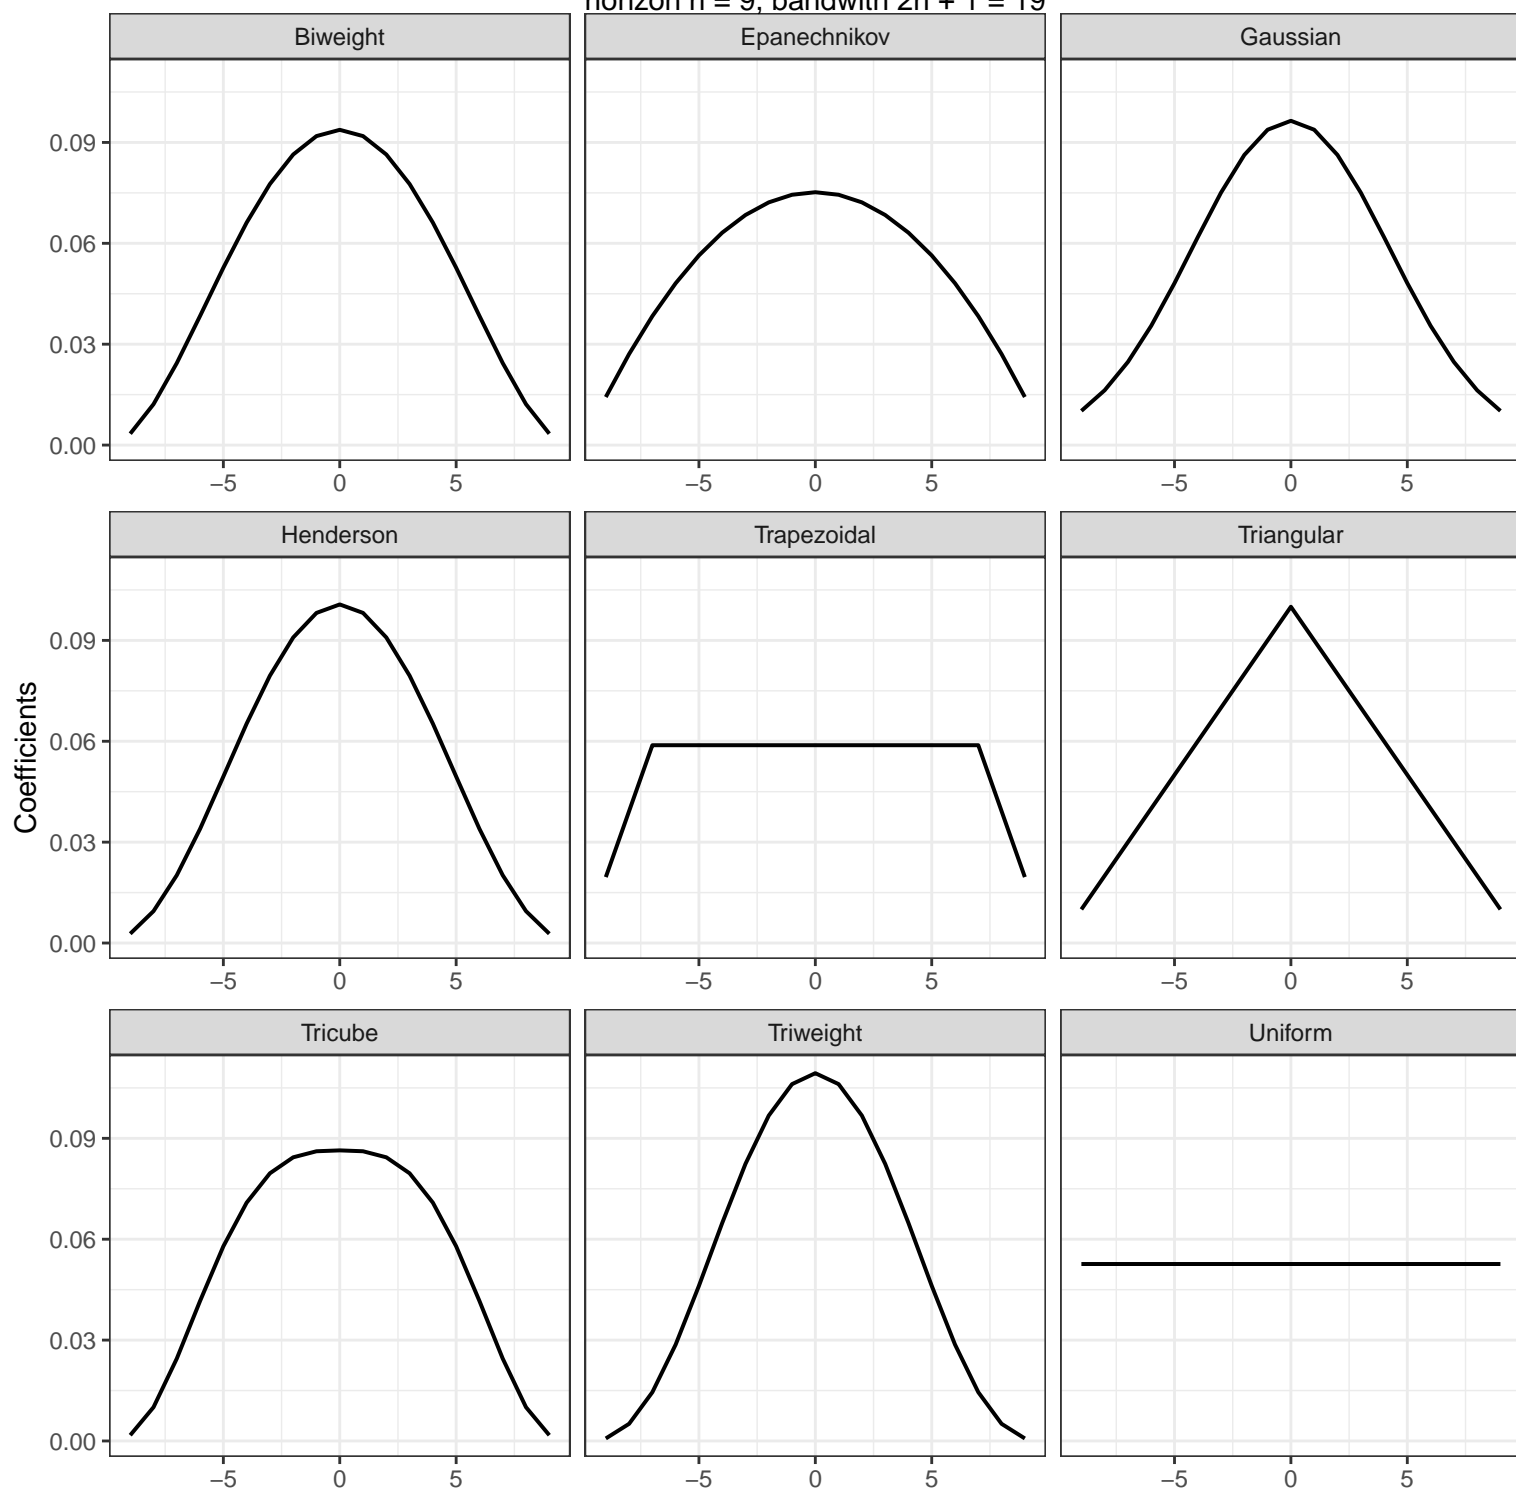 horizon h = 9, bandwith 2h + 1 = 19
Biweight Epanechnikov Gaussian
0.09
0.06
0.03
0.00
−5 0 5 −5 0 5 −5 0 5
Henderson Trapezoidal Triangular
0.09
0.06
0.03
0.00
−5 0 5 −5 0 5 −5 0 5
Coefficients
Tricube Triweight Uniform
0.09
0.06
0.03
0.00
−5 0 5 −5 0 5 −5 0 5